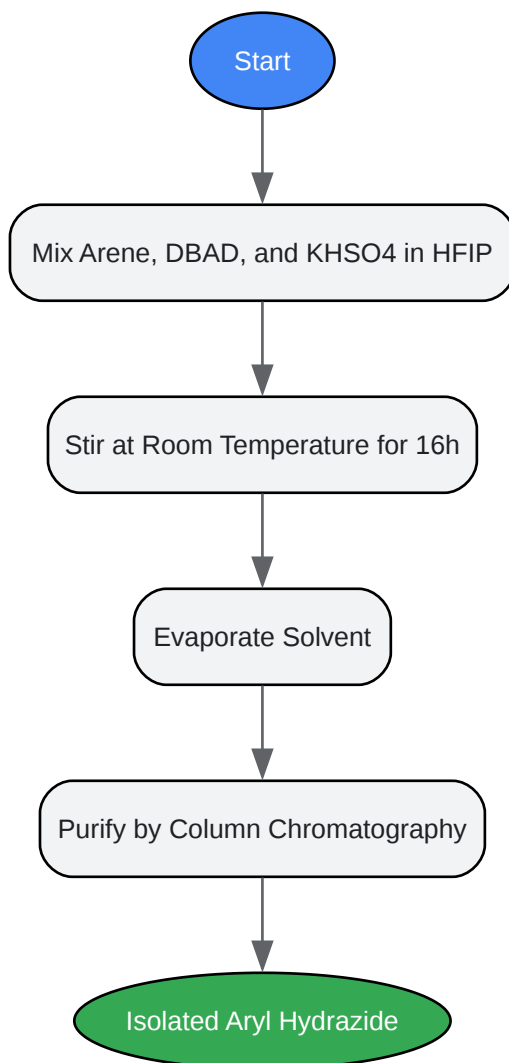 Start
Mix Arene, DBAD, and KHSO4 in HFIP
Stir at Room Temperature for 16h
Evaporate Solvent
Purify by Column Chromatography
Isolated Aryl Hydrazide